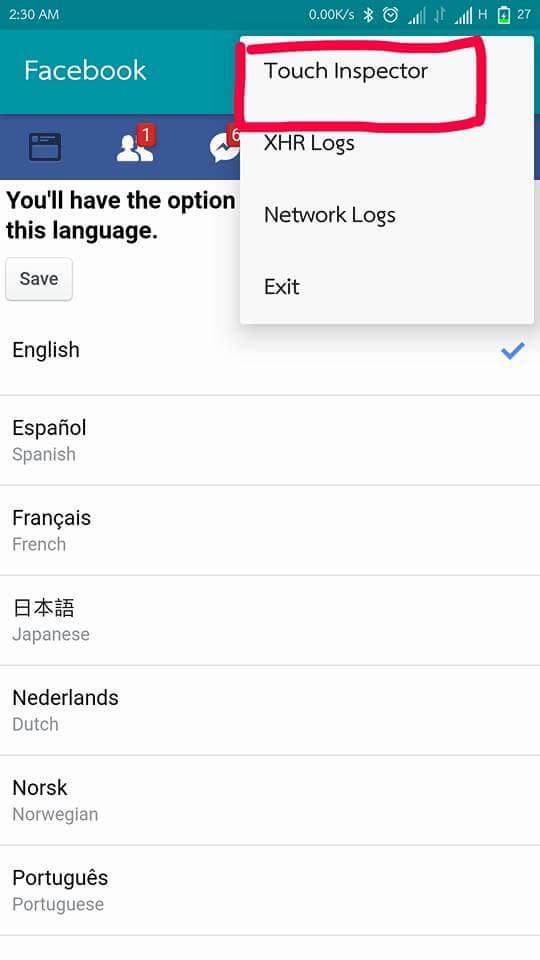 2:30 AM 0.00K/s H 27
Facebook
Touch Inspector
1
6
XHR Logs
Network Logs
Exit
You'll have the option
this language.
Save
English
Español
Spanish
Français
French
日本語
Japanese
Nederlands
Dutch
Norsk
Norwegian
Português
Portuguese